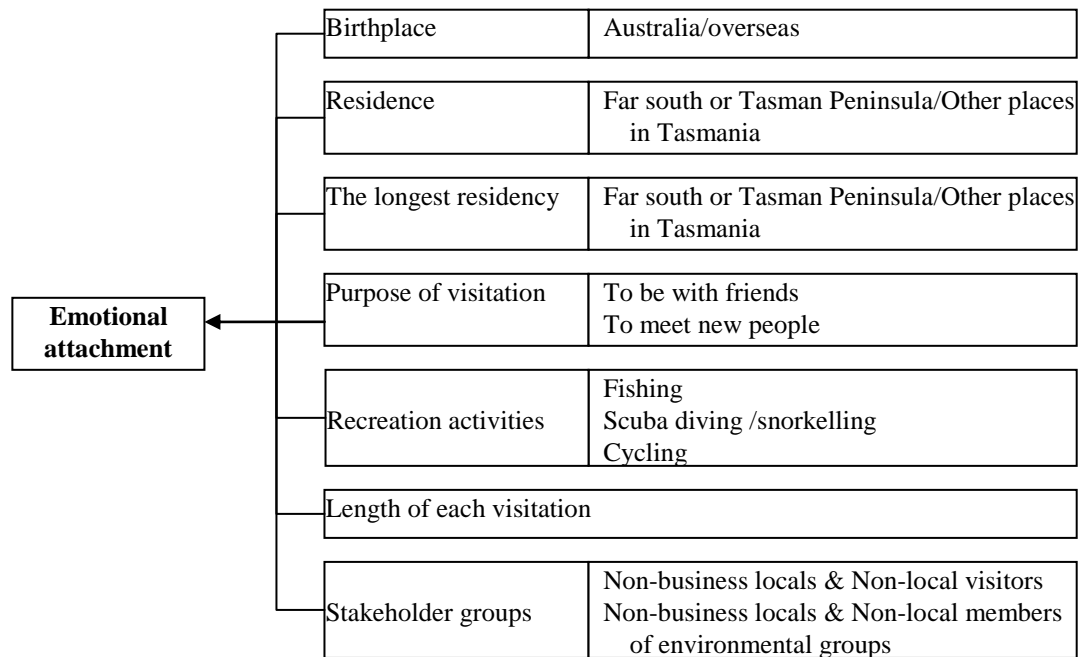 Birthplace
Australia/overseas
Residence
Far south or Tasman Peninsula/Other places
in Tasmania
The longest residency
Far south or Tasman Peninsula/Other places
in Tasmania
Emotional
attachment
Purpose of visitation
To be with friends
To meet new people
Recreation activities
Fishing
Scuba diving /snorkelling
Cycling
Length of each visitation
Stakeholder groups
Non-business locals & Non-local visitors
Non-business locals & Non-local members
of environmental groups